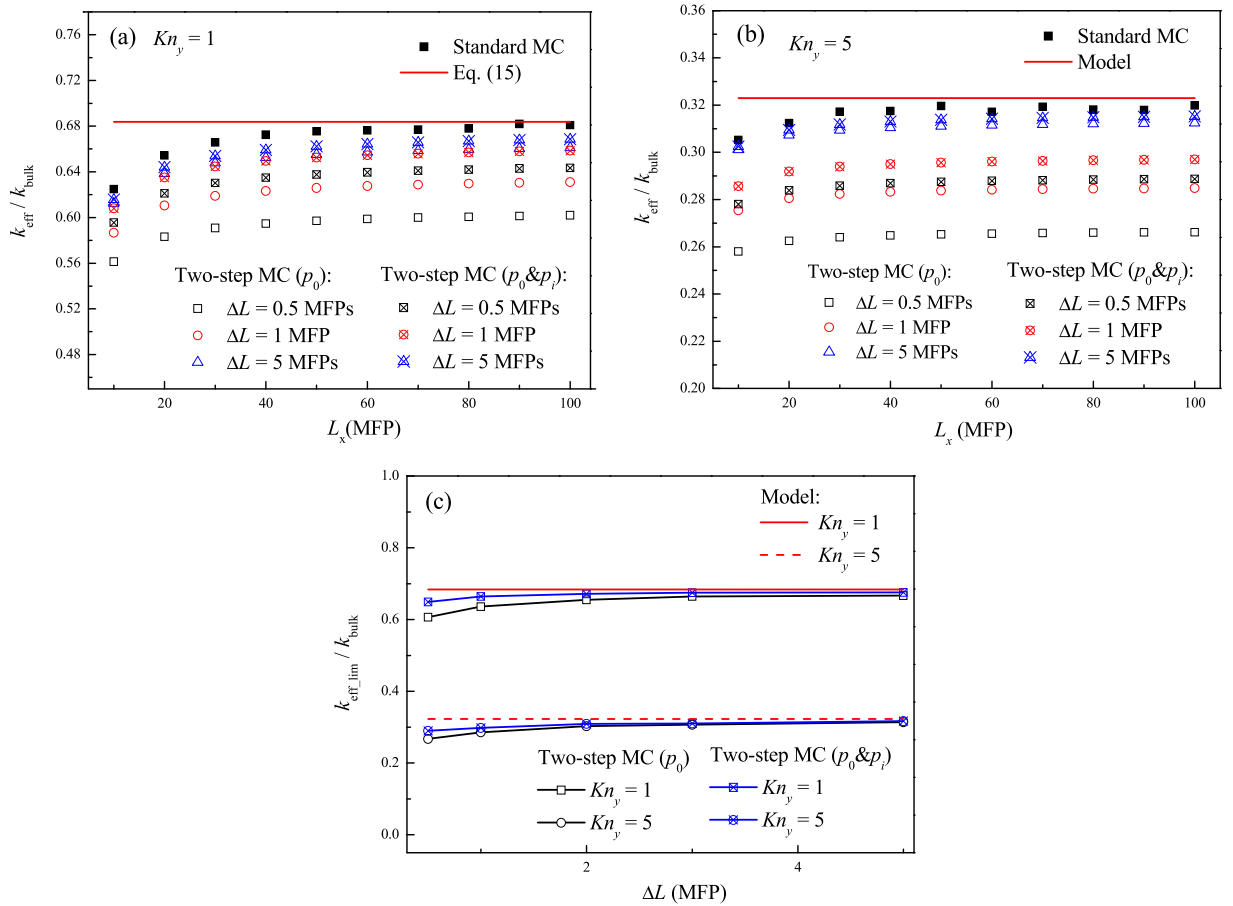 (a)
Kn_y = 1
Standard MC
Eq. (15)
k_eff / k_bulk
0.76
0.72
0.68
0.64
0.60
0.56
0.52
0.48
Two-step MC (p_0):
ΔL = 0.5 MFPs
ΔL = 1 MFP
ΔL = 5 MFPs
Two-step MC (p_0&p_i):
ΔL = 0.5 MFPs
ΔL = 1 MFP
ΔL = 5 MFPs
20 40 60 80 100
L_x(MFP)
(b)
Kn_y = 5
Standard MC
Model
k_eff / k_bulk
0.36
0.34
0.32
0.30
0.28
0.26
0.24
0.22
0.20
Two-step MC (p_0):
ΔL = 0.5 MFPs
ΔL = 1 MFP
ΔL = 5 MFPs
Two-step MC (p_0&p_i):
ΔL = 0.5 MFPs
ΔL = 1 MFP
ΔL = 5 MFPs
20 40 60 80 100
L_x (MFP)
(c)
Model:
Kn_y = 1
Kn_y = 5
k_eff_lim / k_bulk
1.0
0.8
0.6
0.4
0.2
0.0
Two-step MC (p_0)
Kn_y = 1
Kn_y = 5
Two-step MC (p_0&p_i)
Kn_y = 1
Kn_y = 5
2 4
ΔL (MFP)